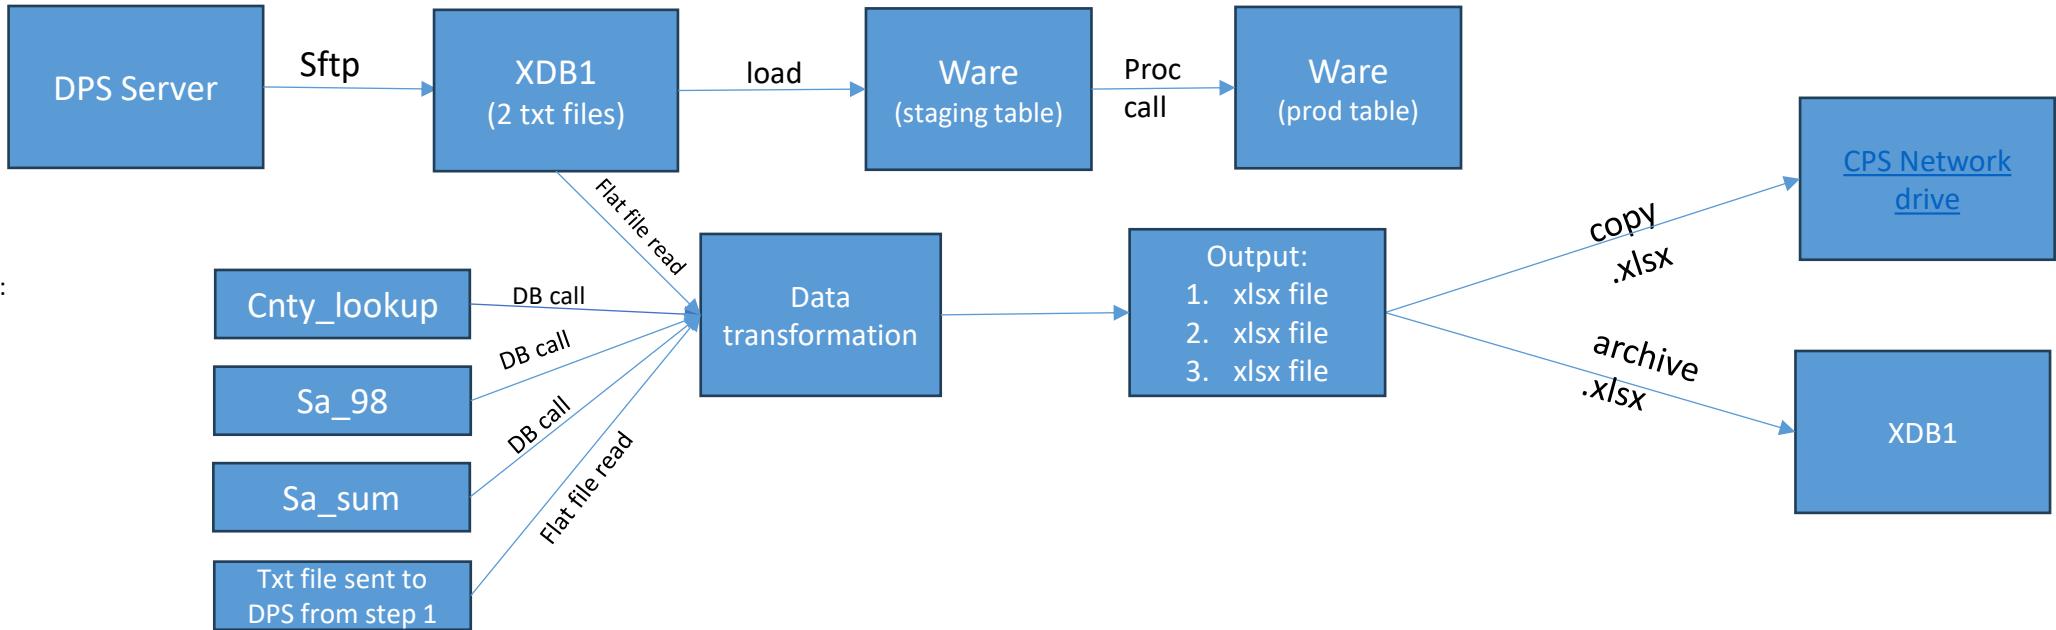 DPS Server
Sftp
XDB1
(2 txt files)
load
Ware
(staging table)
Proc
call
Ware
(prod table)
CPS Network
drive
Flat file read
:
Cnty_lookup
DB call
Sa_98
DB call
Sa_sum
DB call
Txt file sent to
DPS from step 1
Flat file read
Data
transformation
Output:
1. xlsx file
2. xlsx file
3. xlsx file
copy
.xlsx
archive
.xlsx
XDB1